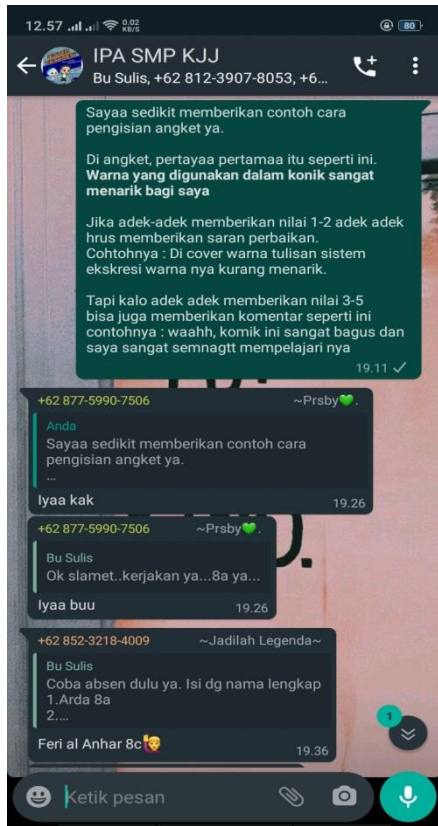 12.57 0.02 KB/S 80
IPA SMP KJJ
Bu Sulis, +62 812-3907-8053, +6...
Sayaa sedikit memberikan contoh cara
pengisian angket ya.
Di angket, pertayaa pertamaa itu seperti ini.
Warna yang digunakan dalam konik sangat
menarik bagi saya
Jika adek-adek memberikan nilai 1-2 adek adek
hrus memberikan saran perbaikan.
Cohtohnya : Di cover warna tulisan sistem
ekskresi warna nya kurang menarik.
Tapi kalo adek adek memberikan nilai 3-5
bisa juga memberikan komentar seperti ini
contohnya : waahh, komik ini sangat bagus dan
saya sangat semnagtt mempelajari nya
19.11
+62 877-5990-7506 ~Prsby💚.
Anda
Sayaa sedikit memberikan contoh cara
pengisian angket ya.
...
Iyaa kak 19.26
+62 877-5990-7506 ~Prsby💚.
Bu Sulis
Ok slamet..kerjakan ya...8a ya...
Iyaa buu 19.26
+62 852-3218-4009 ~Jadilah Legenda~
Bu Sulis
Coba absen dulu ya. Isi dg nama lengkap
1.Arda 8a
2....
Feri al Anhar 8c🙋 19.36
1
Ketik pesan